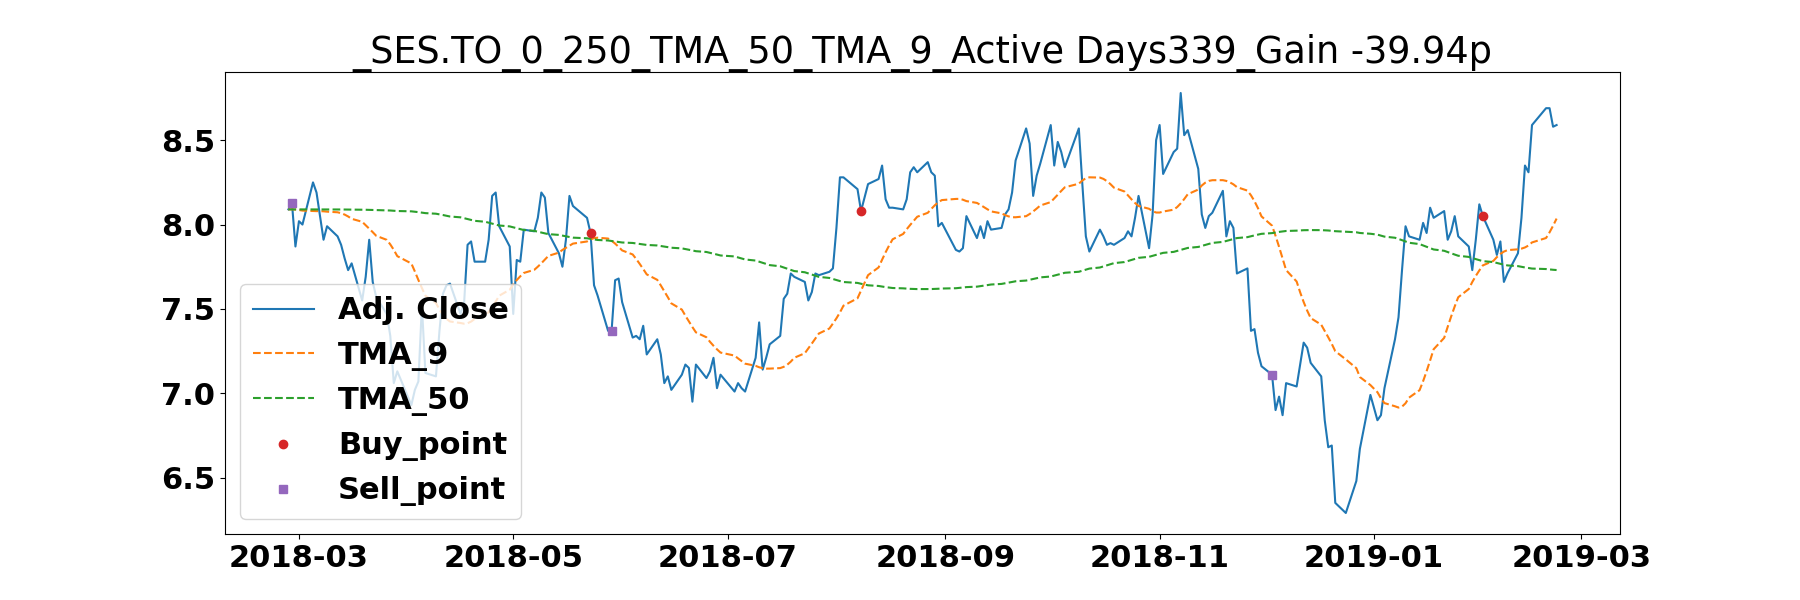 _SES.TO_0_250_TMA_50_TMA_9_Active Days339_Gain -39.94p
8.5
8.0
7.5
7.0
6.5
Adj. Close
TMA_9
TMA_50
Buy_point
Sell_point
2018-03 2018-05 2018-07 2018-09 2018-11 2019-01 2019-03